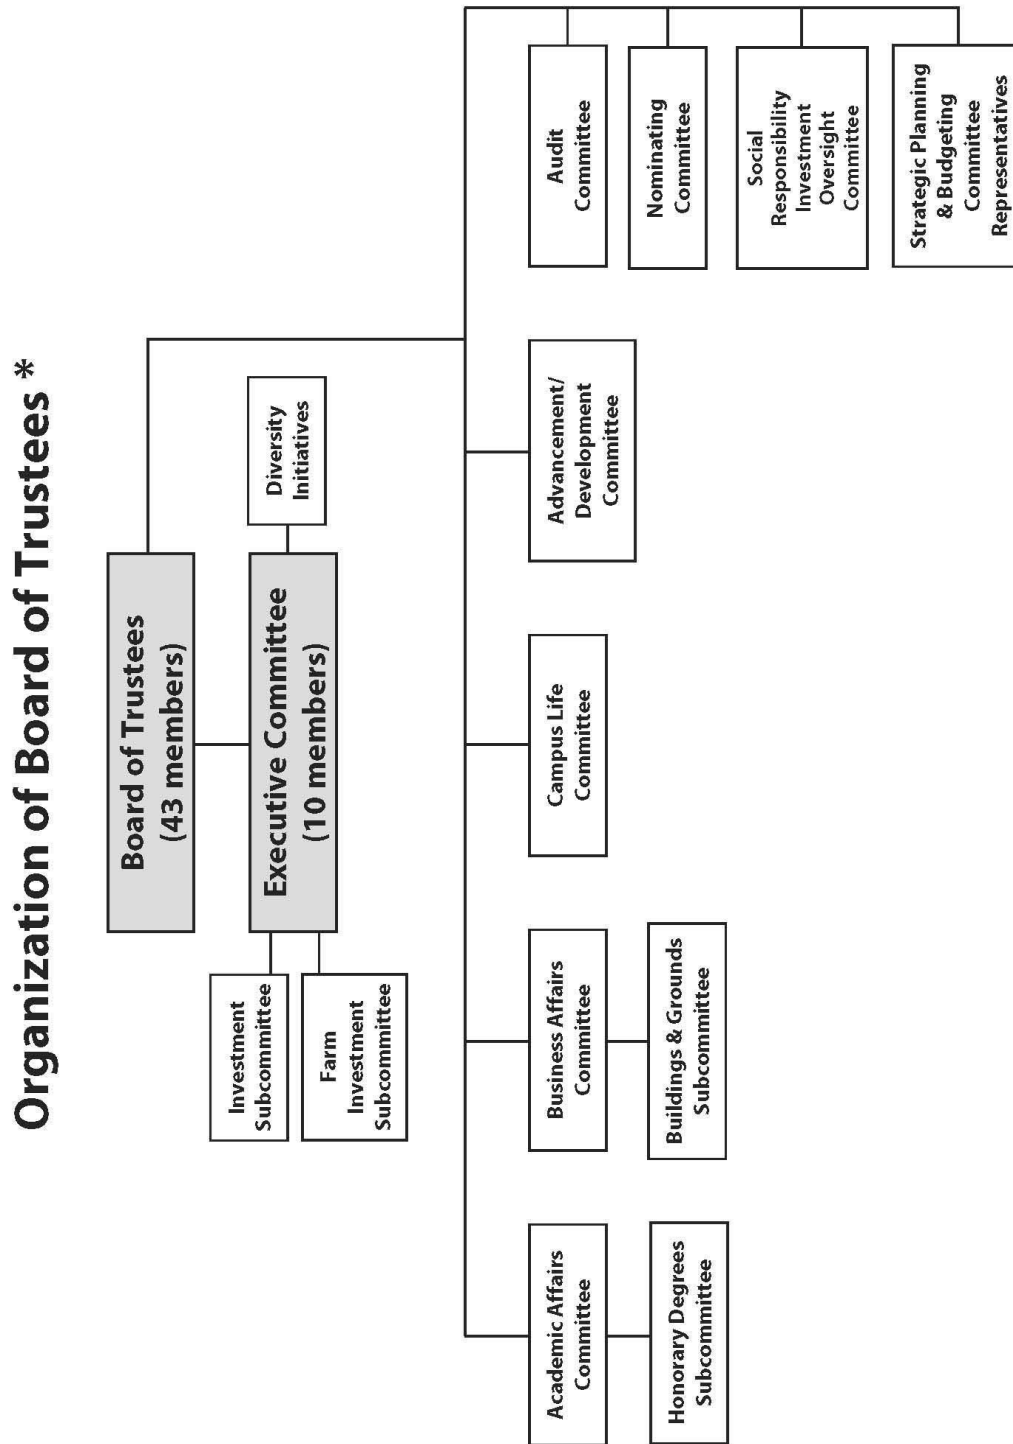 Organization of Board of Trustees *
Board of Trustees
(43 members)
Executive Committee
(10 members)
Investment
Subcommittee
Farm
Investment
Subcommittee
Diversity
Initiatives
Academic Affairs
Committee
Honorary Degrees
Subcommittee
Business Affairs
Committee
Buildings & Grounds
Subcommittee
Campus Life
Committee
Advancement/
Development
Committee
Audit
Committee
Nominating
Committee
Social
Responsibility
Investment
Oversight
Committee
Strategic Planning
& Budgeting
Committee
Representatives